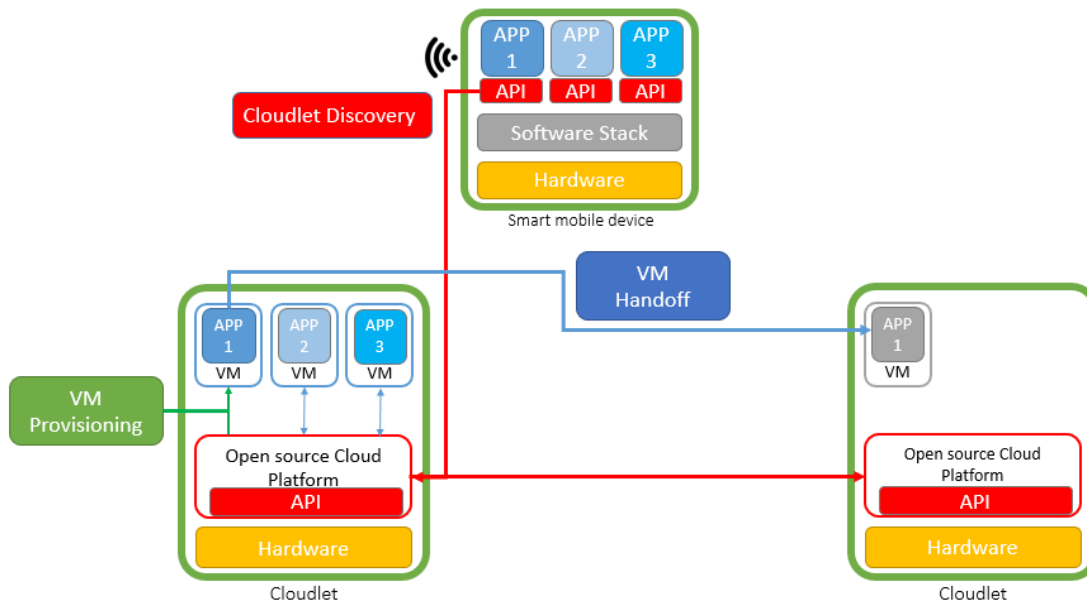 APP
1
APP
2
APP
3
API
API
API
Cloudlet Discovery
Software Stack
Hardware
Smart mobile device
VM
Handoff
APP
1
VM
APP
2
VM
APP
3
VM
APP
1
VM
VM
Provisioning
Open source Cloud
Platform
API
Hardware
Cloudlet
Open source Cloud
Platform
API
Hardware
Cloudlet